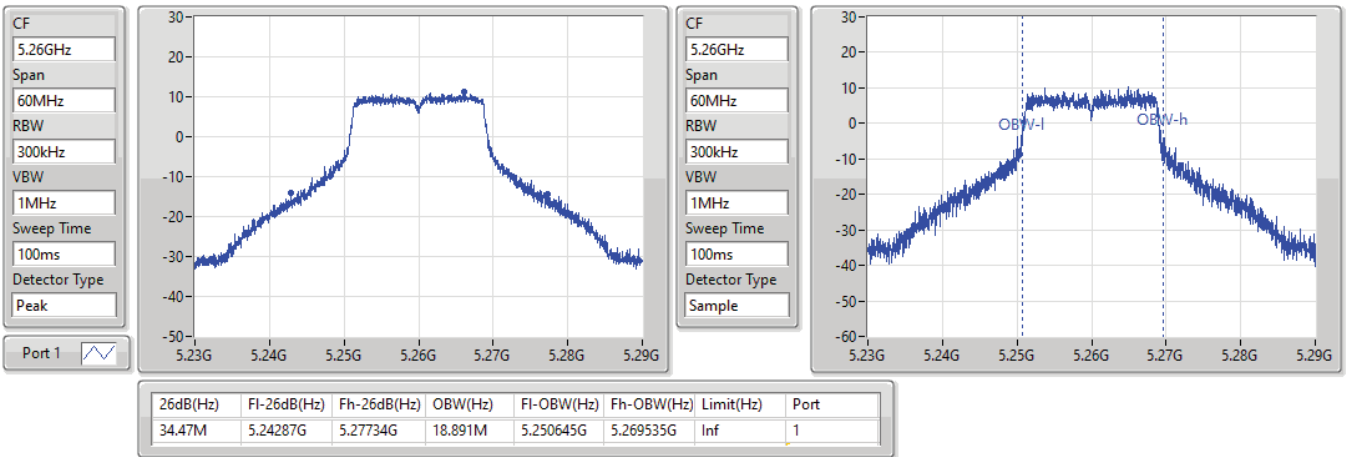 CF
5.26GHz
Span
60MHz
RBW
300kHz
VBW
1MHz
Sweep Time
100ms
Detector Type
Peak
Port 1
30
20
10
0
-10
-20
-30
-40
-50
5.23G 5.24G 5.25G 5.26G 5.27G 5.28G 5.29G
CF
5.26GHz
Span
60MHz
RBW
300kHz
VBW
1MHz
Sweep Time
100ms
Detector Type
Sample
30
20
10
0
-10
-20
-30
-40
-50
-60
OBW-l OBW-h
5.23G 5.24G 5.25G 5.26G 5.27G 5.28G 5.29G
26dB(Hz) Fl-26dB(Hz) Fh-26dB(Hz) OBW(Hz) Fl-OBW(Hz) Fh-OBW(Hz) Limit(Hz) Port
34.47M 5.24287G 5.27734G 18.891M 5.250645G 5.269535G Inf 1